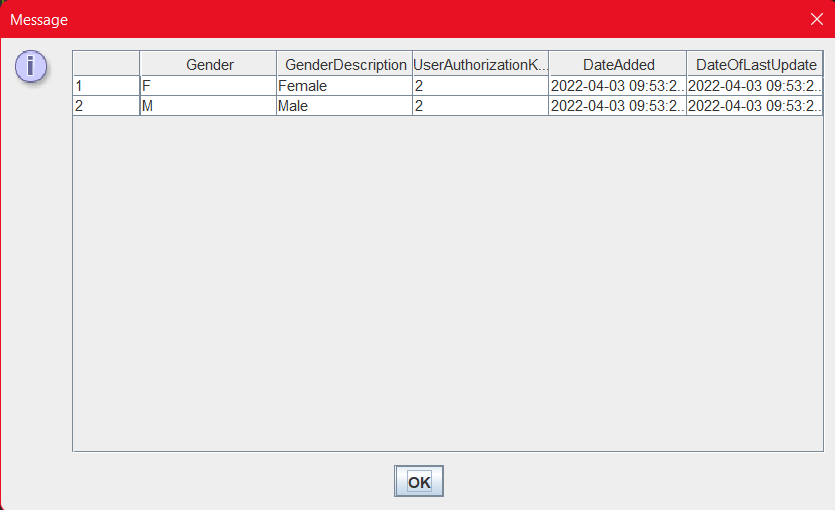 Message
Gender GenderDescription UserAuthorizationK... DateAdded DateOfLastUpdate
1 F Female 2 2022-04-03 09:53:2... 2022-04-03 09:53:2...
2 M Male 2 2022-04-03 09:53:2... 2022-04-03 09:53:2...
OK